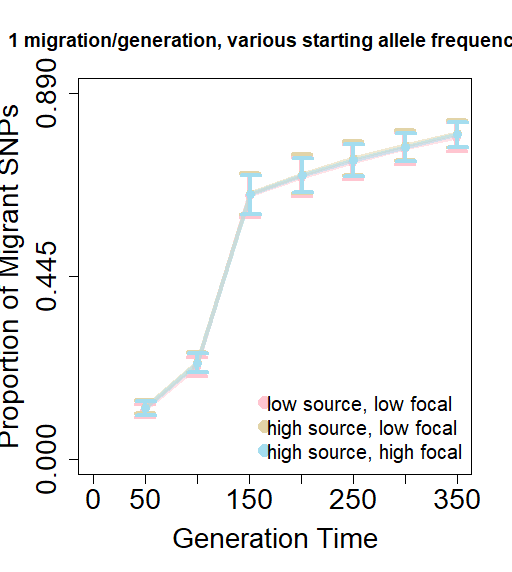 1 migration/generation, various starting allele frequenc
Proportion of Migrant SNPs
0.890
0.445
0.000
low source, low focal
high source, low focal
high source, high focal
0 50 150 250 350
Generation Time